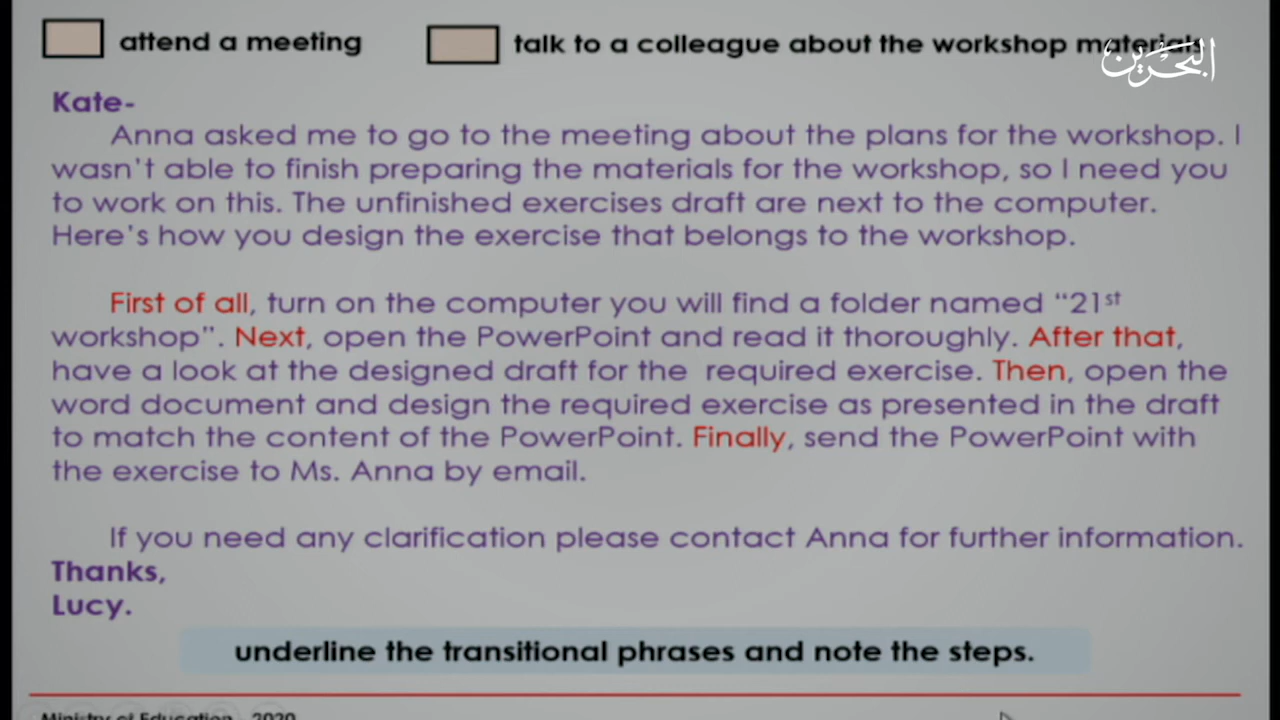 attend a meeting
talk to a colleague about the workshop materials
البحرين
Kate-
Anna asked me to go to the meeting about the plans for the workshop. I
wasn't able to finish preparing the materials for the workshop, so I need you
to work on this. The unfinished exercises draft are next to the computer.
Here's how you design the exercise that belongs to the workshop.
First of all, turn on the computer you will find a folder named “21st
workshop”. Next, open the PowerPoint and read it thoroughly. After that,
have a look at the designed draft for the required exercise. Then, open the
word document and design the required exercise as presented in the draft
to match the content of the PowerPoint. Finally, send the PowerPoint with
the exercise to Ms. Anna by email.
If you need any clarification please contact Anna for further information.
Thanks,
Lucy.
underline the transitional phrases and note the steps.
Ministry of Education - 2020